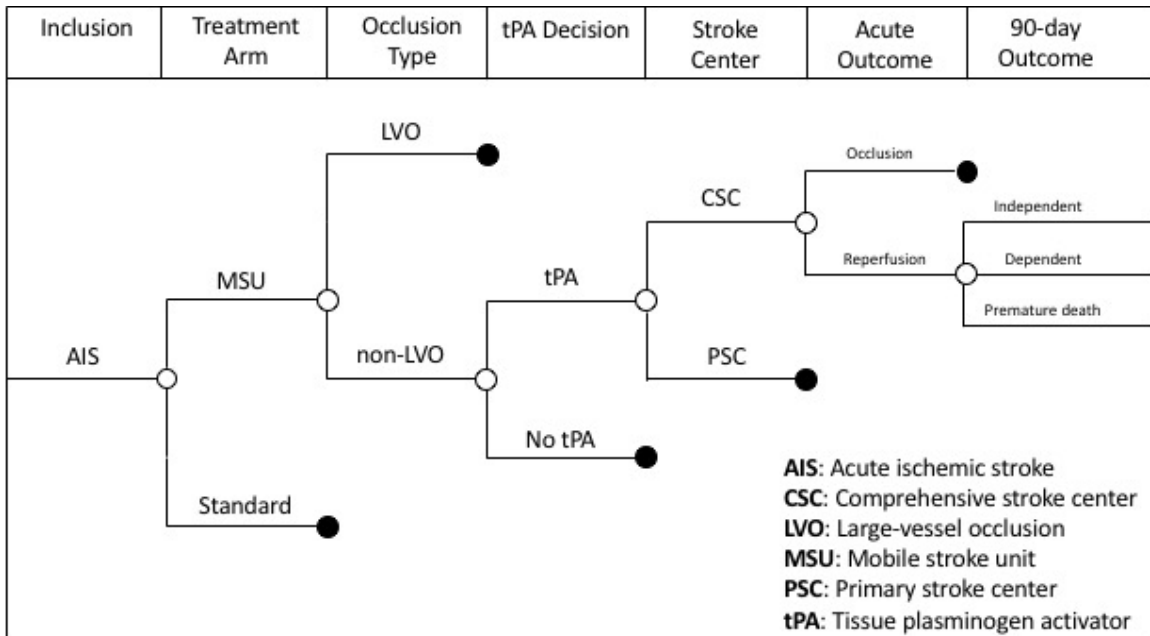 Inclusion
Treatment
Arm
Occlusion
Type
tPA Decision
Stroke
Center
Acute
Outcome
90-day
Outcome
LVO
Occlusion
CSC
Independent
MSU
tPA
Reperfusion
Dependent
Premature death
AIS
non-LVO
PSC
No tPA
Standard
AIS: Acute ischemic stroke
CSC: Comprehensive stroke center
LVO: Large-vessel occlusion
MSU: Mobile stroke unit
PSC: Primary stroke center
tPA: Tissue plasminogen activator